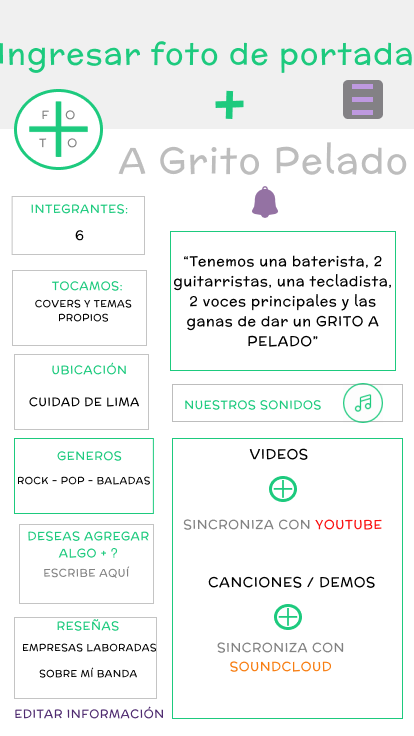 Ingresar foto de portada
F O
T O
A Grito Pelado
INTEGRANTES:
6
TOCAMOS:
COVERS Y TEMAS
PROPIOS
UBICACIÓN
CUIDAD DE LIMA
GENEROS
ROCK - POP - BALADAS
DESEAS AGREGAR
ALGO + ?
ESCRIBE AQUÍ
RESEÑAS
EMPRESAS LABORADAS
SOBRE MÍ BANDA
EDITAR INFORMACIÓN
“Tenemos una baterista, 2
guitarristas, una tecladista,
2 voces principales y las
ganas de dar un GRITO A
PELADO”
NUESTROS SONIDOS
VIDEOS
SINCRONIZA CON YOUTUBE
CANCIONES / DEMOS
SINCRONIZA CON
SOUNDCLOUD